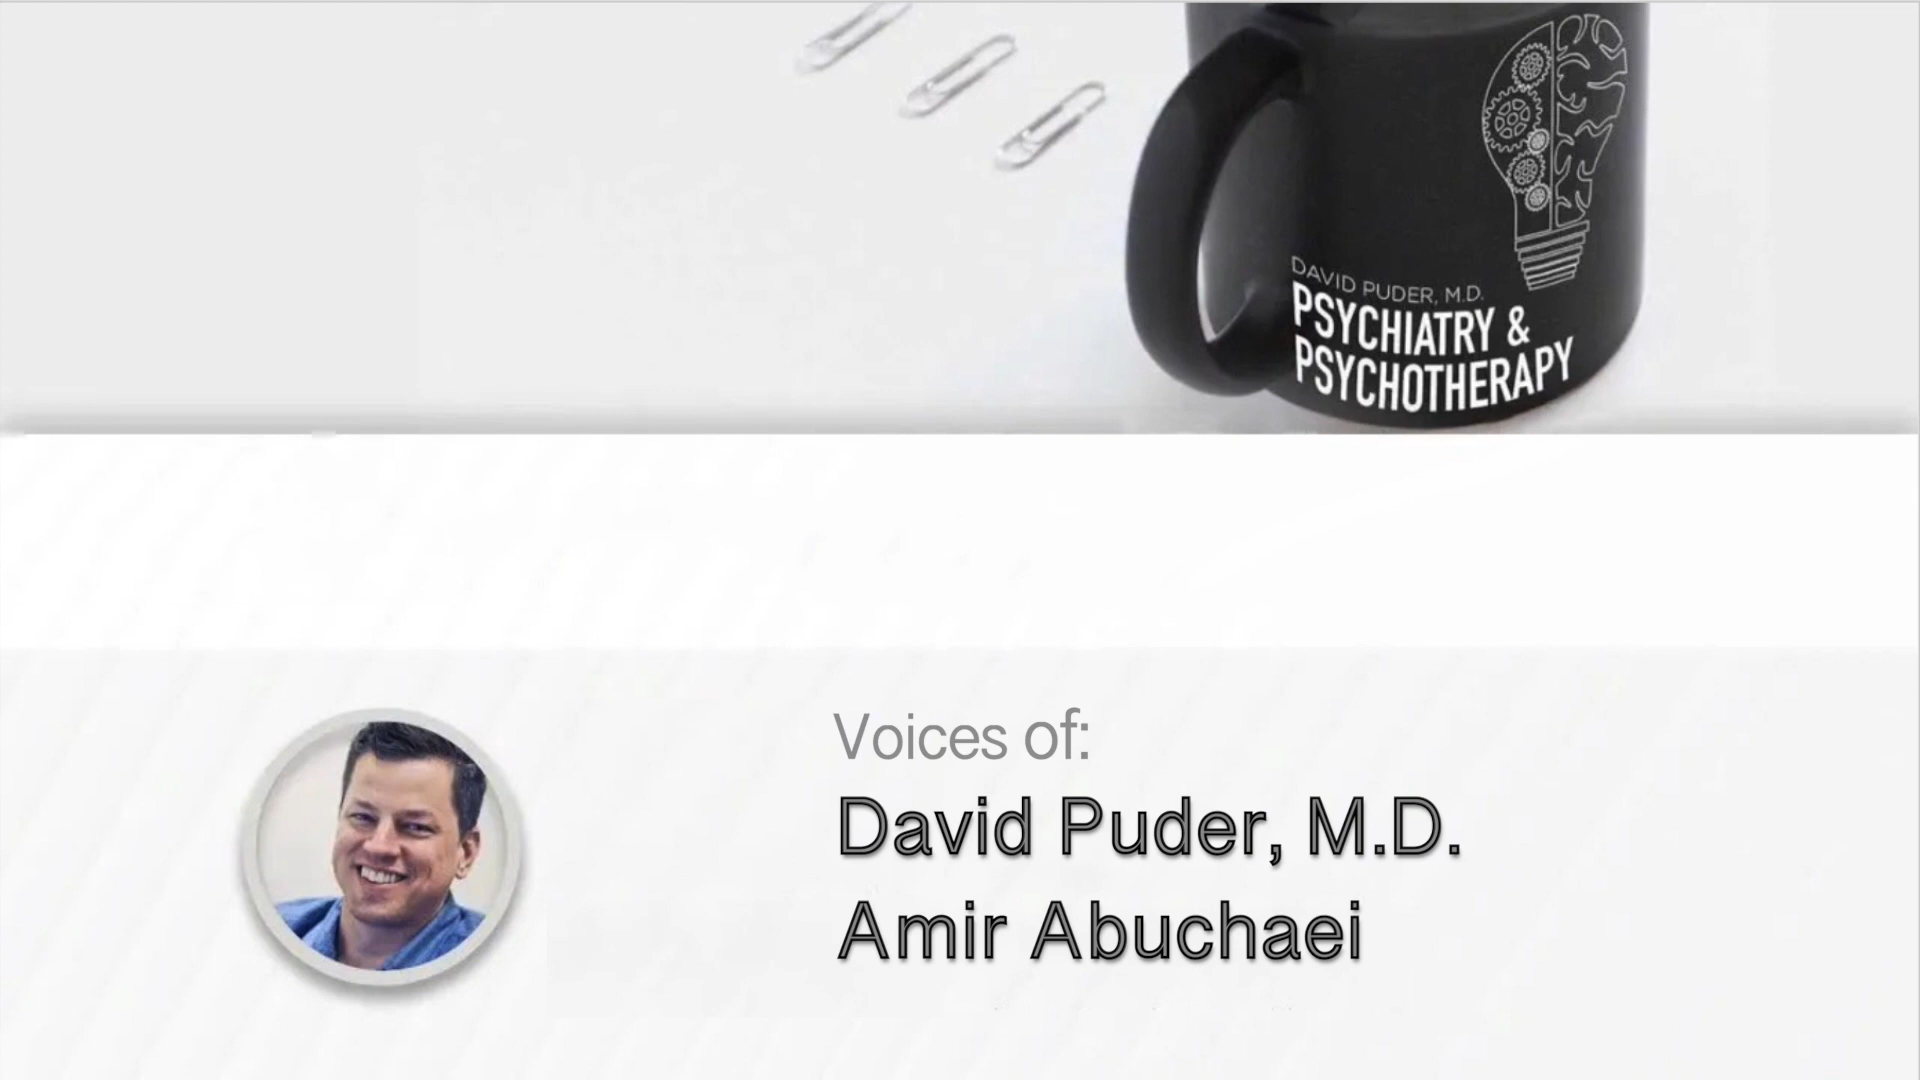 DAVID PUDER, M.D.
PSYCHIATRY &
PSYCHOTHERAPY
Voices of:
David Puder, M.D.
Amir Abuchaei